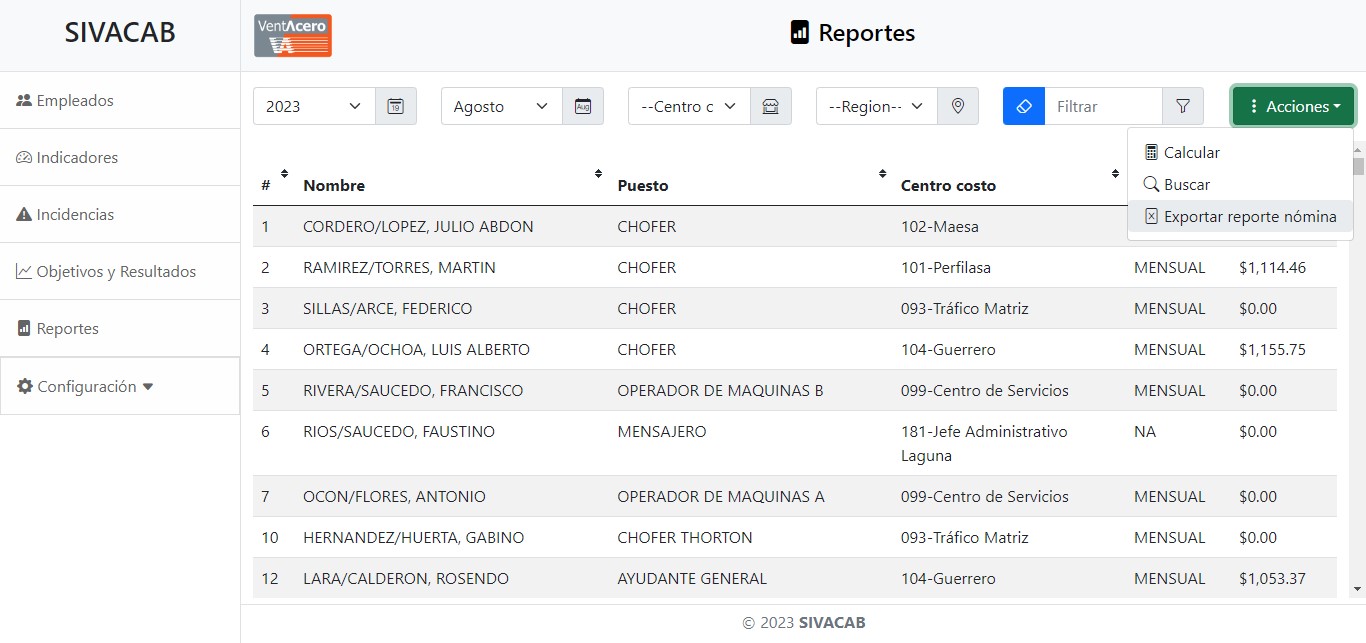 SIVACAB
VentAcero
VA
Reportes
Empleados
Indicadores
Incidencias
Objetivos y Resultados
Reportes
Configuración
2023
19
Agosto
Aug
--Centro c
--Region--
Filtrar
Acciones
Calcular
Buscar
Exportar reporte nómina
# Nombre Puesto Centro costo
1 CORDERO/LOPEZ, JULIO ABDON CHOFER 102-Maesa
2 RAMIREZ/TORRES, MARTIN CHOFER 101-Perfilasa MENSUAL $1,114.46
3 SILLAS/ARCE, FEDERICO CHOFER 093-Tráfico Matriz MENSUAL $0.00
4 ORTEGA/OCHOA, LUIS ALBERTO CHOFER 104-Guerrero MENSUAL $1,155.75
5 RIVERA/SAUCEDO, FRANCISCO OPERADOR DE MAQUINAS B 099-Centro de Servicios MENSUAL $0.00
6 RIOS/SAUCEDO, FAUSTINO MENSAJERO 181-Jefe Administrativo NA $0.00
Laguna
7 OCON/FLORES, ANTONIO OPERADOR DE MAQUINAS A 099-Centro de Servicios MENSUAL $0.00
10 HERNANDEZ/HUERTA, GABINO CHOFER THORTON 093-Tráfico Matriz MENSUAL $0.00
12 LARA/CALDERON, ROSENDO AYUDANTE GENERAL 104-Guerrero MENSUAL $1,053.37
© 2023 SIVACAB